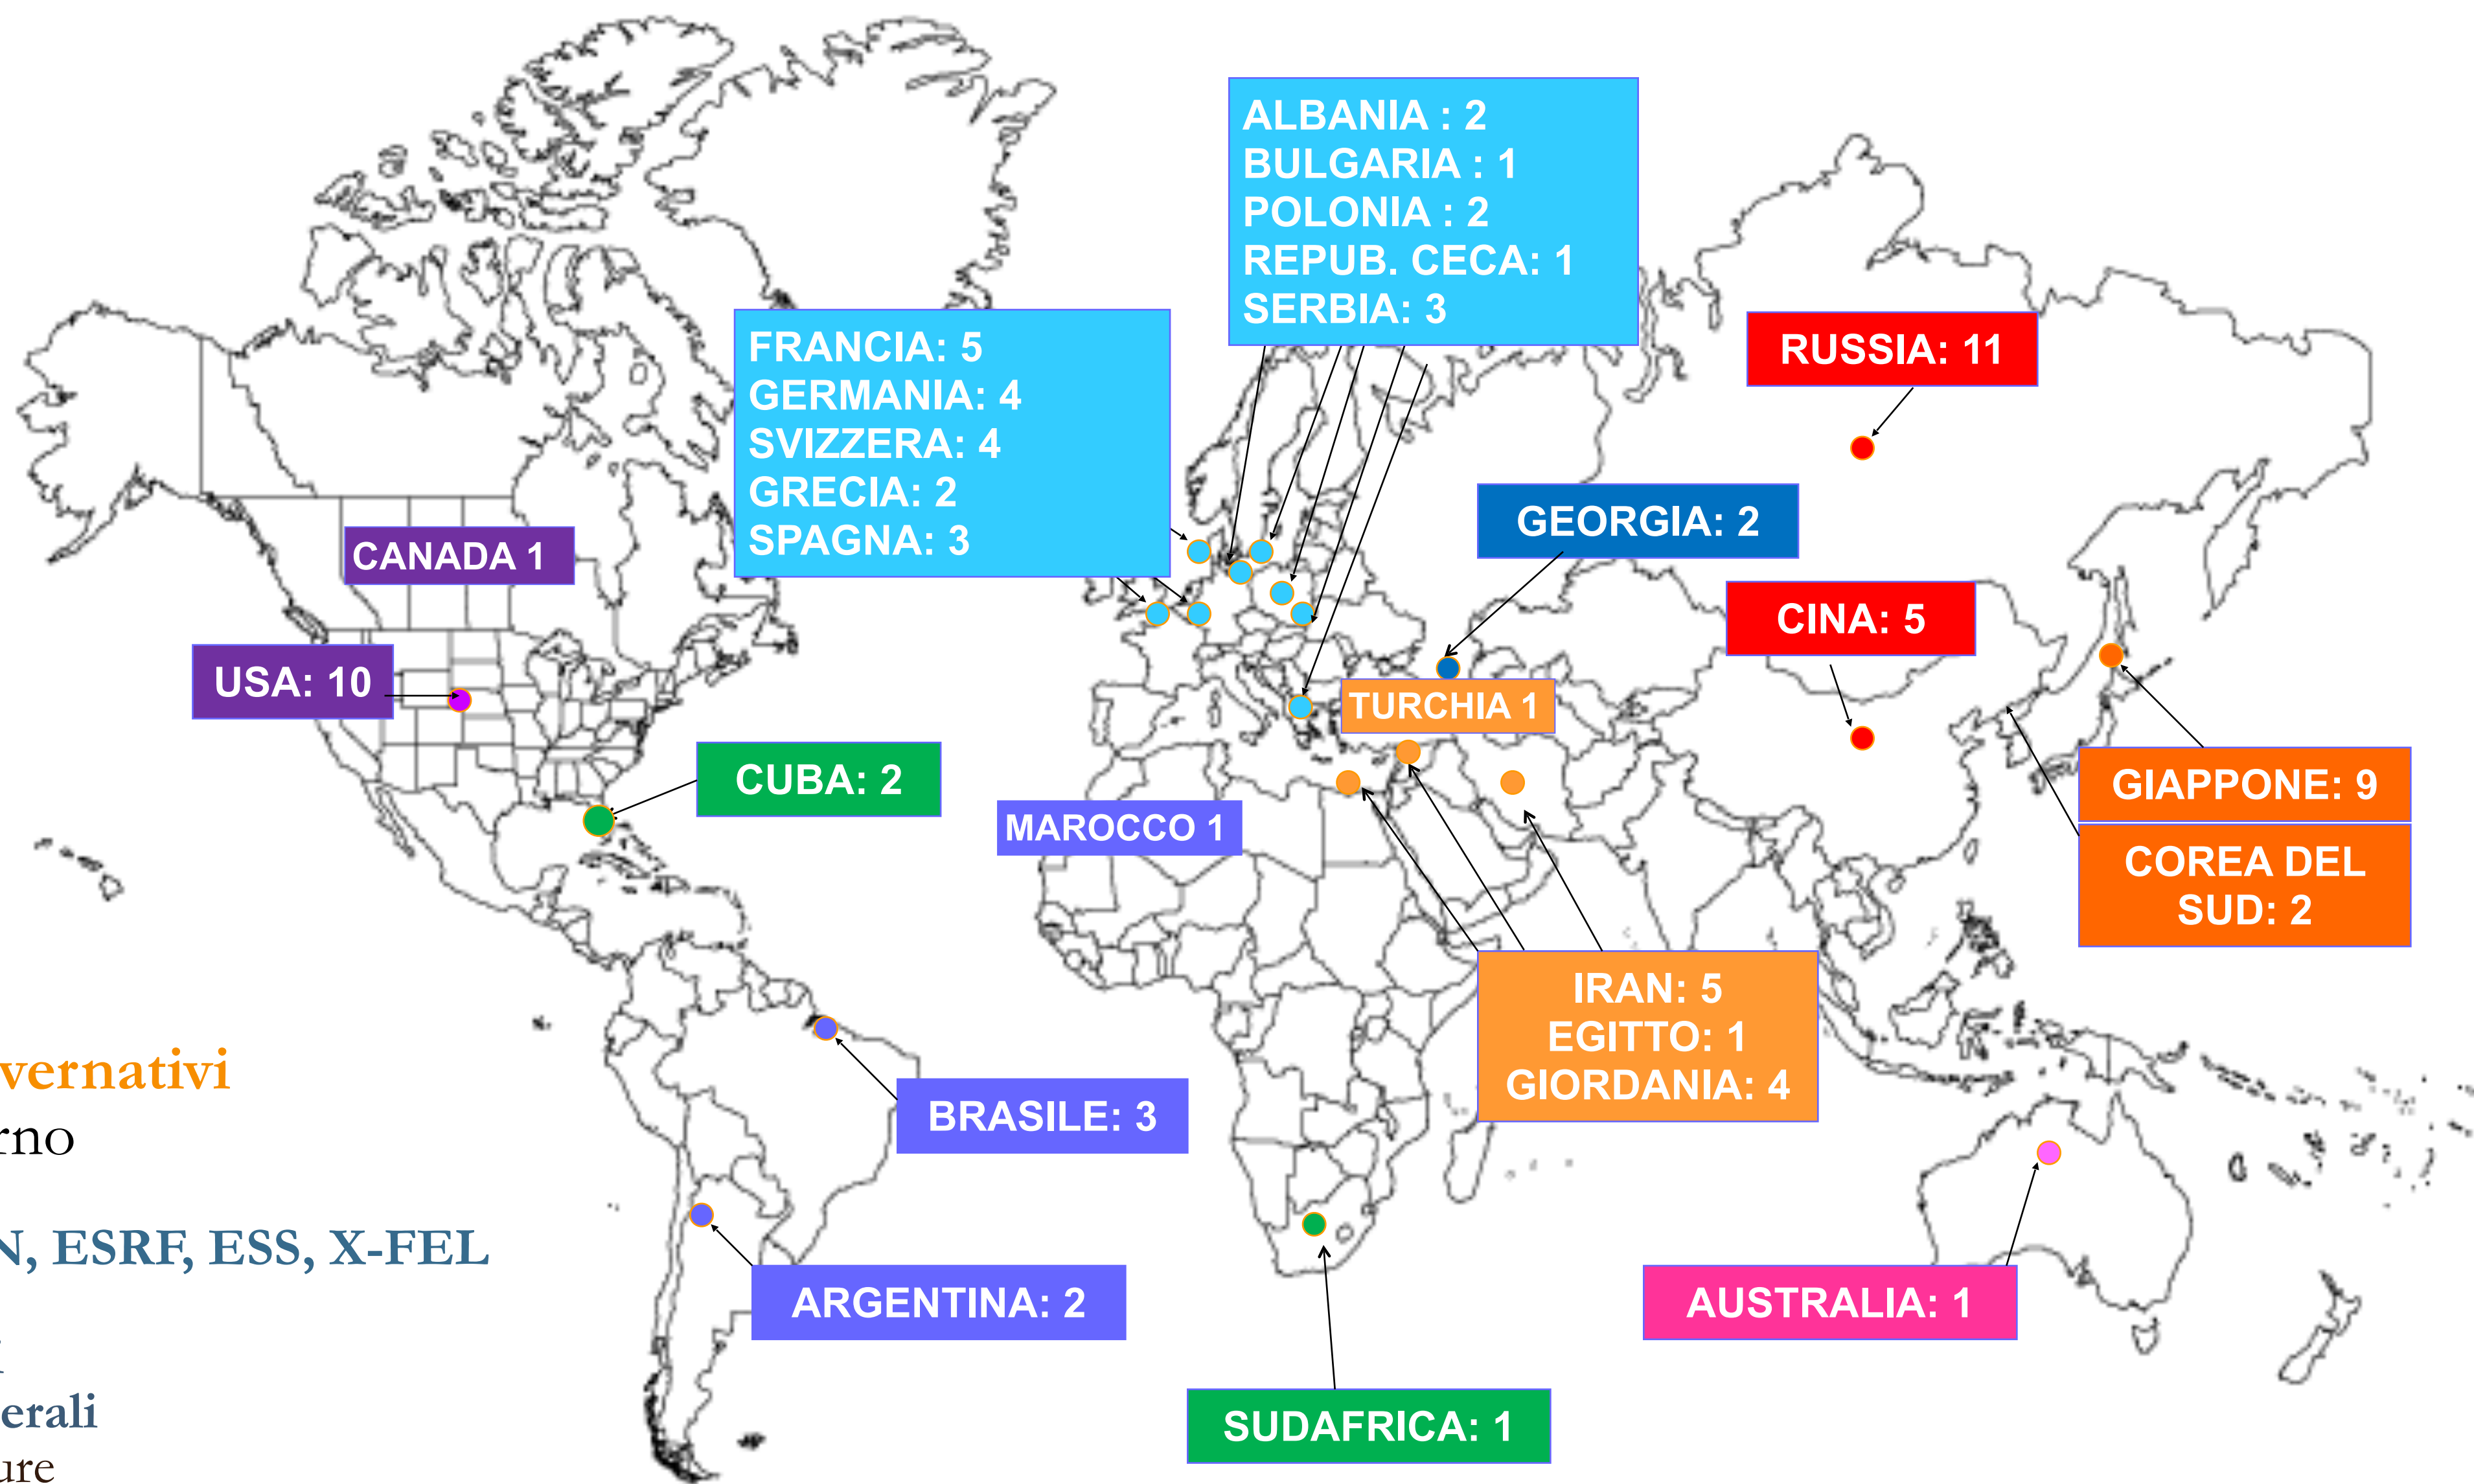 ALBANIA : 2
BULGARIA : 1
POLONIA : 2
REPUB. CECA: 1
SERBIA: 3
FRANCIA: 5
GERMANIA: 4
SVIZZERA: 4
GRECIA: 2
SPAGNA: 3
RUSSIA: 11
GEORGIA: 2
CANADA 1
CINA: 5
USA: 10
TURCHIA 1
CUBA: 2
GIAPPONE: 9
MAROCCO 1
COREA DEL
SUD: 2
IRAN: 5
EGITTO: 1
GIORDANIA: 4
vernativi
rno
BRASILE: 3
N, ESRF, ESS, X-FEL
ARGENTINA: 2
AUSTRALIA: 1
erali
SUDAFRICA: 1
ure